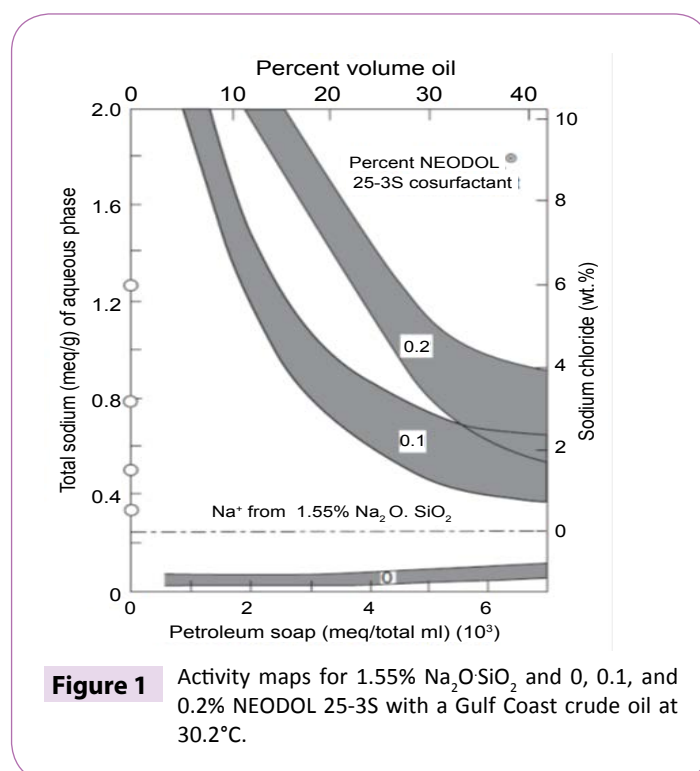 Percent volume oil
0 10 20 30 40
2.0 10
Percent NEODOL
25-3S cosurfactant
8
1.6
6
1.2
0.2
4
0.8
0.1
2
0.4
Na⁺ from 1.55% Na₂O. SiO₂
0
0
0
0 2 4 6
Total sodium (meq/g) of aqueous phase
Sodium chloride (wt.%)
Petroleum soap (meq/total ml) (10³)
Figure 1 Activity maps for 1.55% Na₂O·SiO₂ and 0, 0.1, and
0.2% NEODOL 25-3S with a Gulf Coast crude oil at
30.2°C.